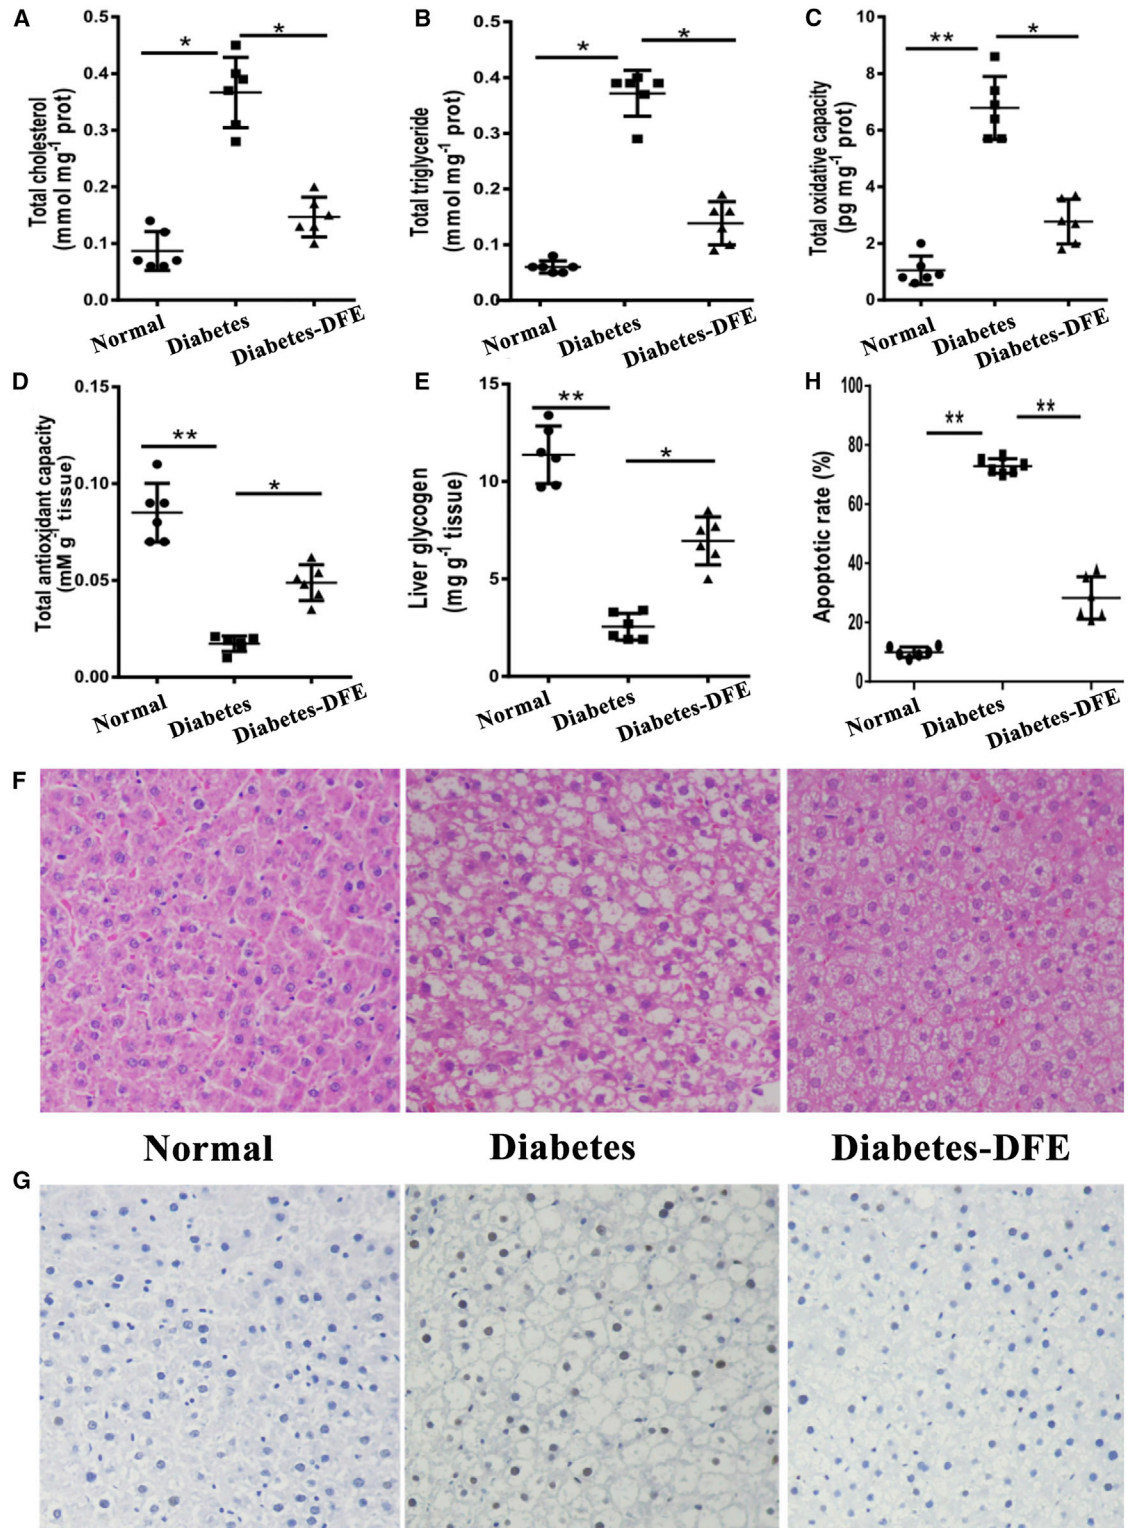 A
Total cholesterol
(mmol mg-1 prot)
0.5
0.4
0.3
0.2
0.1
0.0
*
*
Normal
Diabetes
Diabetes-DFE
B
Total triglyceride
(mmol mg-1 prot)
0.5
0.4
0.3
0.2
0.1
0.0
*
*
Normal
Diabetes
Diabetes-DFE
C
Total oxidative capacity
(pg mg-1 prot)
10
8
6
4
2
0
**
*
Normal
Diabetes
Diabetes-DFE
D
Total antioxidant capacity
(mM g-1 tissue)
0.15
0.10
0.05
0.00
**
*
Normal
Diabetes
Diabetes-DFE
E
Liver glycogen
(mg g-1 tissue)
15
10
5
0
**
*
Normal
Diabetes
Diabetes-DFE
H
Apoptotic rate (%)
100
80
60
40
20
0
**
**
Normal
Diabetes
Diabetes-DFE
F
Normal
Diabetes
Diabetes-DFE
G